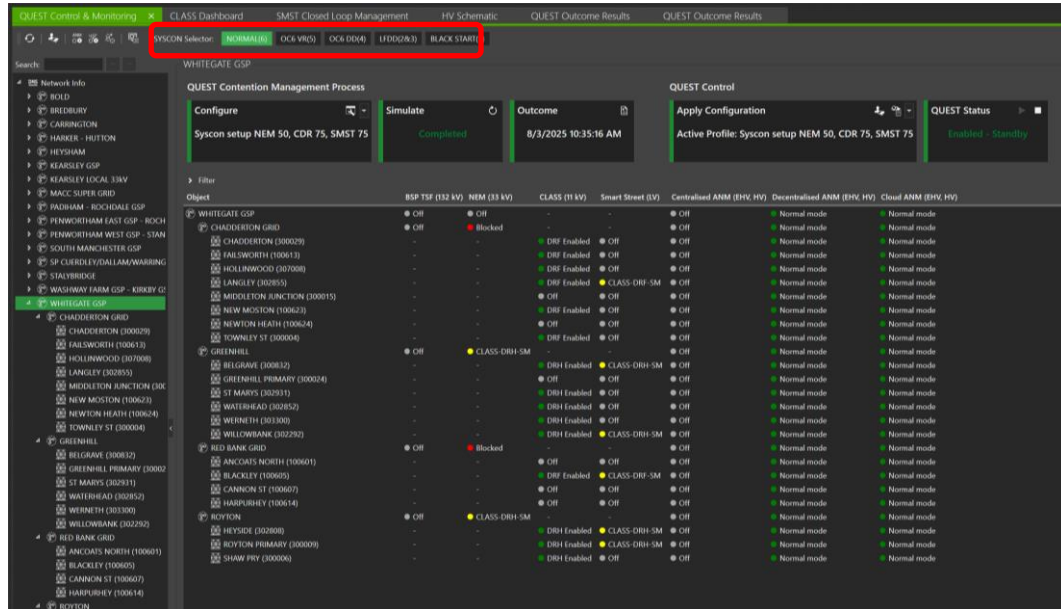 QUEST Control & Monitoring × CLASS Dashboard SMST Closed Loop Management HV Schematic QUEST Outcome Results QUEST Outcome Results
SYSCON Selector: NORMAL(6) OC6 VR(5) OC6 DD(4) LFDD(2&3) BLACK START(
Search:
WHITEGATE GSP
Network Info
BOLD
BREDBURY
CARRINGTON
HARKER - HUTTON
HEYSHAM
KEARSLEY GSP
KEARSLEY LOCAL 33kV
MACC SUPER GRID
PADIHAM - ROCHDALE GSP
PENWORTHAM EAST GSP - ROCH
PENWORTHAM WEST GSP - STAN
SOUTH MANCHESTER GSP
SP CUERDLEY/DALLAM/WARRING
STALYBRIDGE
WASHWAY FARM GSP - KIRKBY G
WHITEGATE GSP
CHADDERTON GRID
CHADDERTON (300029)
FAILSWORTH (100613)
HOLLINWOOD (307008)
LANGLEY (302855)
MIDDLETON JUNCTION (30
NEW MOSTON (100623)
NEWTON HEATH (100624)
TOWNLEY ST (300004)
GREENHILL
BELGRAVE (300832)
GREENHILL PRIMARY (30002
ST MARYS (302931)
WATERHEAD (302852)
WERNETH (303300)
WILLOWBANK (302292)
RED BANK GRID
ANCOATS NORTH (100601)
BLACKLEY (100605)
CANNON ST (100607)
HARPURHEY (100614)
ROYTON
QUEST Contention Management Process QUEST Control
Configure Simulate Outcome Apply Configuration QUEST Status
Syscon setup NEM 50, CDR 75, SMST 75 Completed 8/3/2025 10:35:16 AM Active Profile: Syscon setup NEM 50, CDR 75, SMST 75 Enabled - Standby
Filter
Object BSP TSF (132 kV) NEM (33 kV) CLASS (11 kV) Smart Street (LV) Centralised ANM (EHV, HV) Decentralised ANM (EHV, HV) Cloud ANM (EHV, HV)
WHITEGATE GSP Off Off - - Off Normal mode Normal mode
CHADDERTON GRID Off Blocked - - Off Normal mode Normal mode
CHADDERTON (300029) - - DRF Enabled Off Off Normal mode Normal mode
FAILSWORTH (100613) - - DRF Enabled Off Off Normal mode Normal mode
HOLLINWOOD (307008) - - DRF Enabled Off Off Normal mode Normal mode
LANGLEY (302855) - - DRF Enabled CLASS-DRF-SM Off Normal mode Normal mode
MIDDLETON JUNCTION (300015) - - Off Off Off Normal mode Normal mode
NEW MOSTON (100623) - - DRF Enabled Off Off Normal mode Normal mode
NEWTON HEATH (100624) - - Off Off Off Normal mode Normal mode
TOWNLEY ST (300004) - - DRF Enabled Off Off Normal mode Normal mode
GREENHILL Off CLASS-DRH-SM - - Off Normal mode Normal mode
BELGRAVE (300832) - - DRH Enabled CLASS-DRH-SM Off Normal mode Normal mode
GREENHILL PRIMARY (300024) - - Off Off Off Normal mode Normal mode
ST MARYS (302931) - - DRH Enabled Off Off Normal mode Normal mode
WATERHEAD (302852) - - DRH Enabled Off Off Normal mode Normal mode
WERNETH (303300) - - DRH Enabled Off Off Normal mode Normal mode
WILLOWBANK (302292) - - DRH Enabled CLASS-DRH-SM Off Normal mode Normal mode
RED BANK GRID Off Blocked - - Off Normal mode Normal mode
ANCOATS NORTH (100601) - - Off Off Off Normal mode Normal mode
BLACKLEY (100605) - - DRF Enabled CLASS-DRF-SM Off Normal mode Normal mode
CANNON ST (100607) - - Off Off Off Normal mode Normal mode
HARPURHEY (100614) - - Off Off Off Normal mode Normal mode
ROYTON Off CLASS-DRH-SM - - Off Normal mode Normal mode
HEYSIDE (302808) - - DRH Enabled CLASS-DRH-SM Off Normal mode Normal mode
ROYTON PRIMARY (300009) - - DRH Enabled CLASS-DRH-SM Off Normal mode Normal mode
SHAW PRY (300006) - - DRH Enabled Off Off Normal mode Normal mode